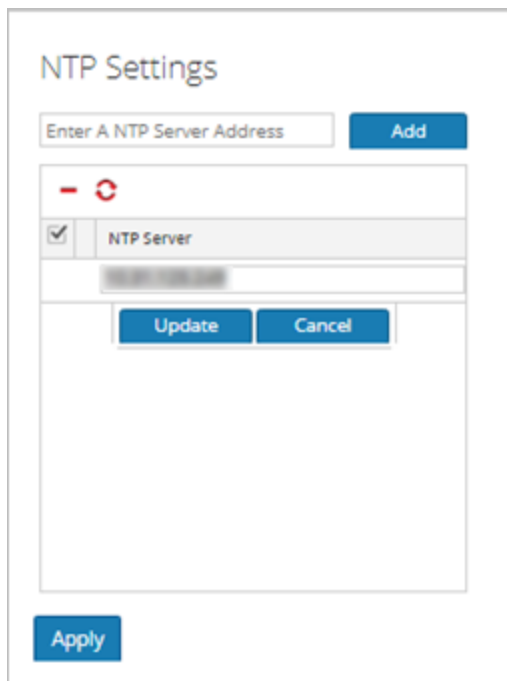 NTP Settings
Enter A NTP Server Address
Add
NTP Server
Update
Cancel
Apply